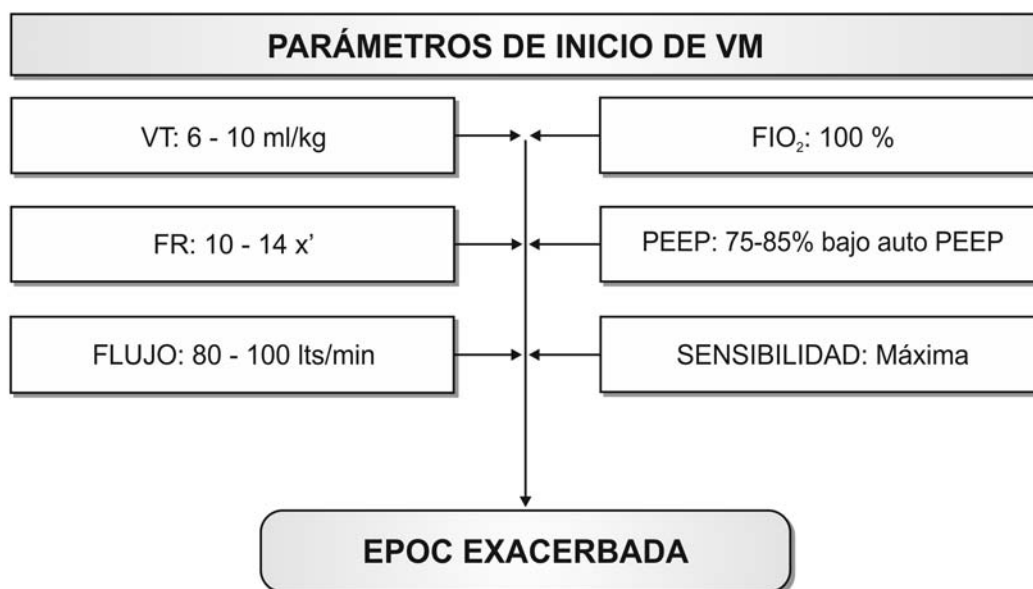 PARÁMETROS DE INICIO DE VM
VT: 6 - 10 ml/kg
FIO₂: 100 %
FR: 10 - 14 x’
PEEP: 75-85% bajo auto PEEP
FLUJO: 80 - 100 lts/min
SENSIBILIDAD: Máxima
EPOC EXACERBADA